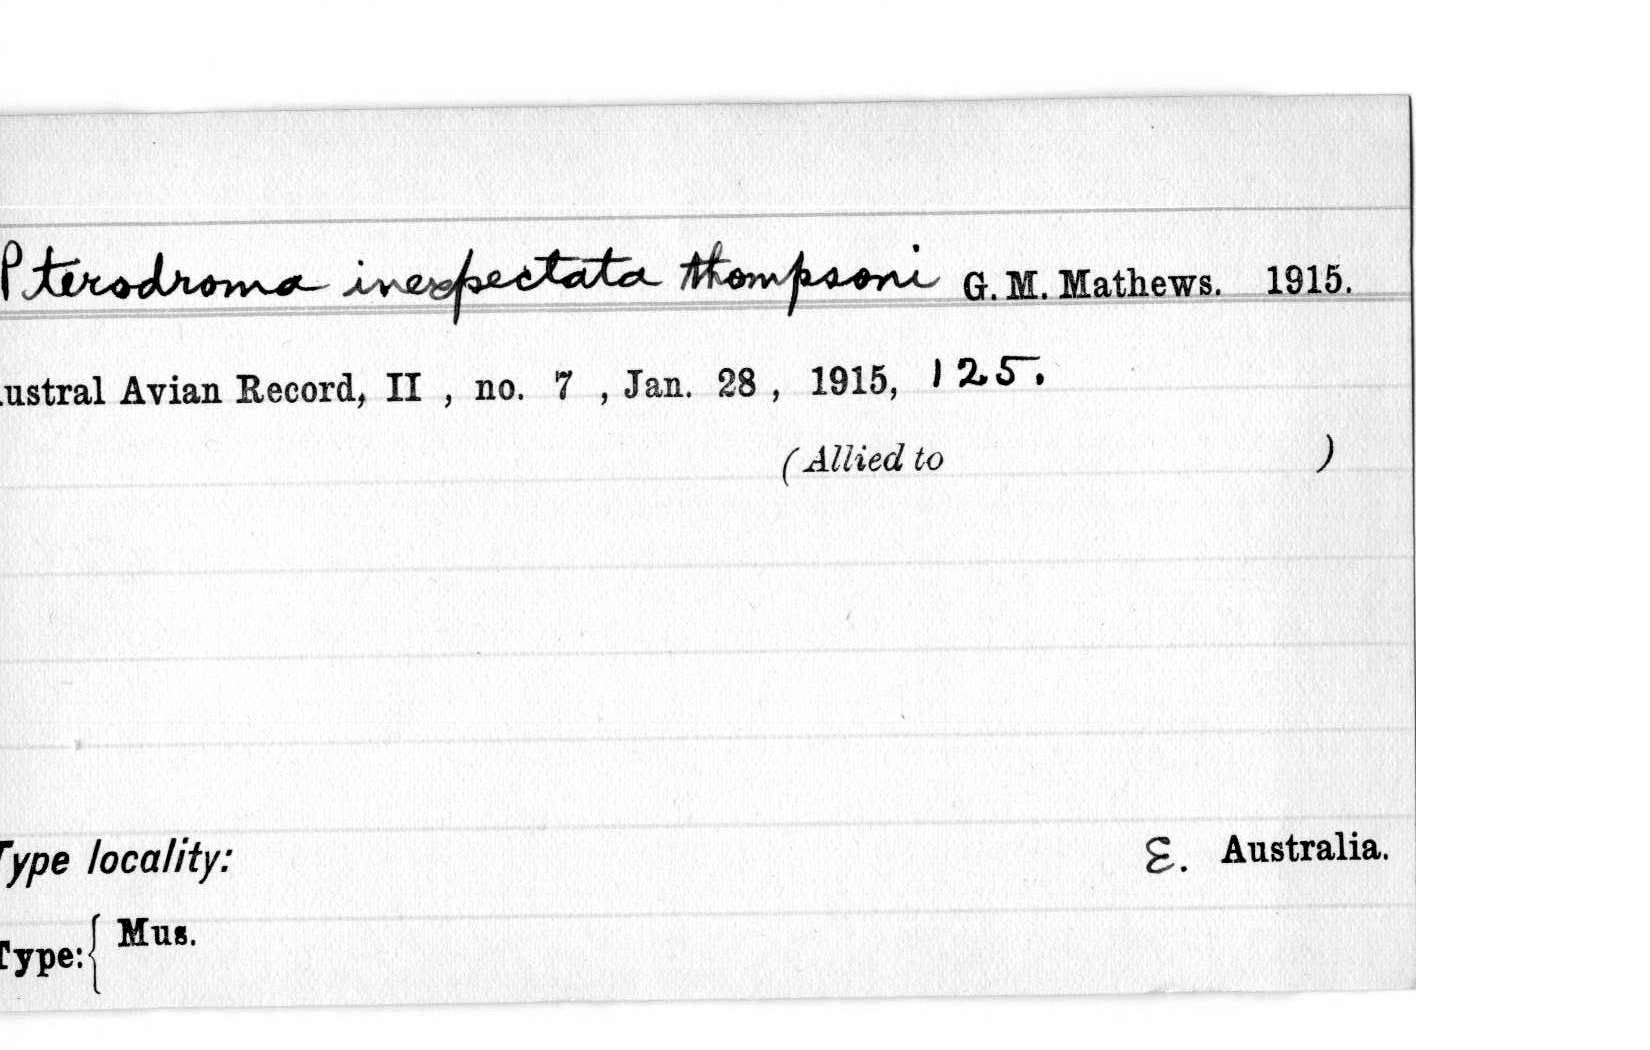 Pterodroma inexpectata thompsoni G. M. Mathews. 1915.
ustral Avian Record, II , no. 7 , Jan. 28 , 1915, 125.
(Allied to )
Type locality: E. Australia.
Type: { Mus.